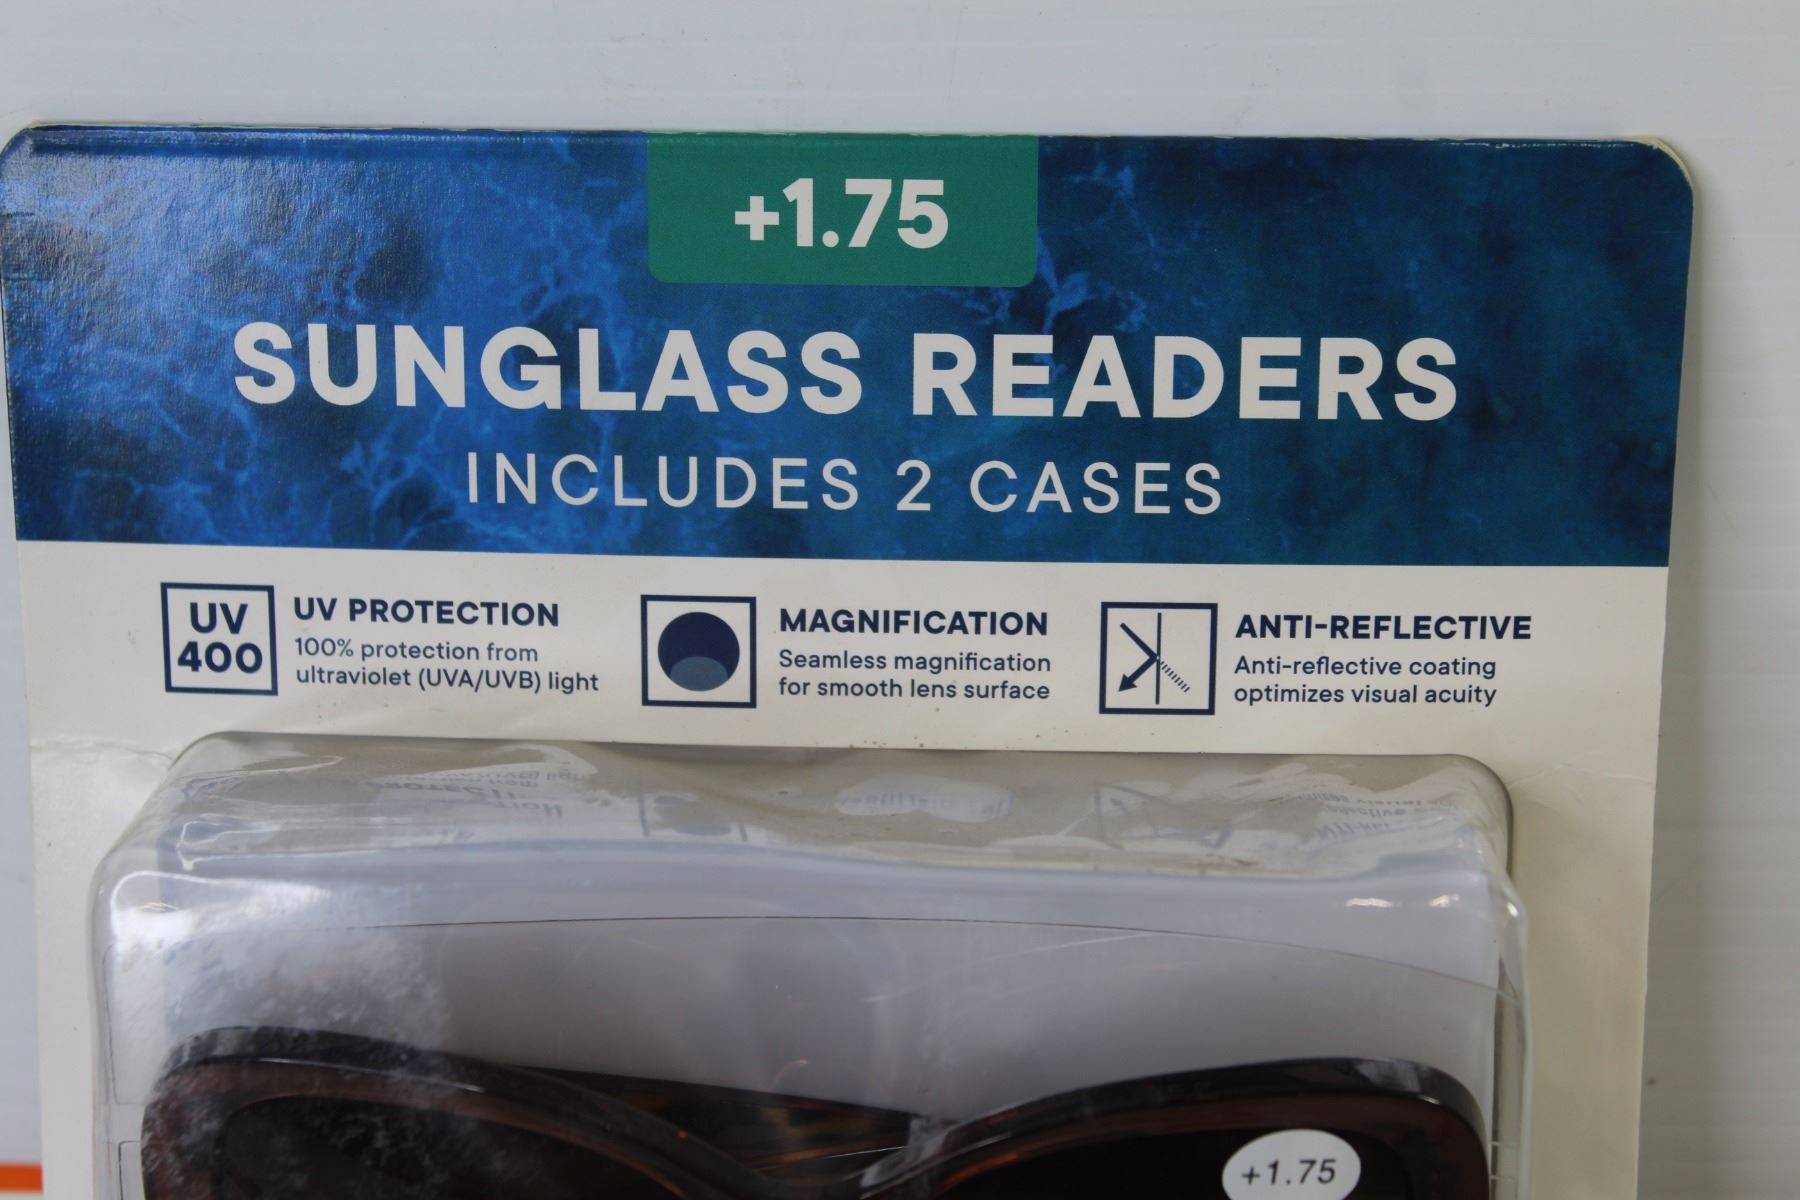 +1.75
SUNGLASS READERS
INCLUDES 2 CASES
UV
400
UV PROTECTION
100% protection from
ultraviolet (UVA/UVB) light
MAGNIFICATION
Seamless magnification
for smooth lens surface
ANTI-REFLECTIVE
Anti-reflective coating
optimizes visual acuity
+1.75